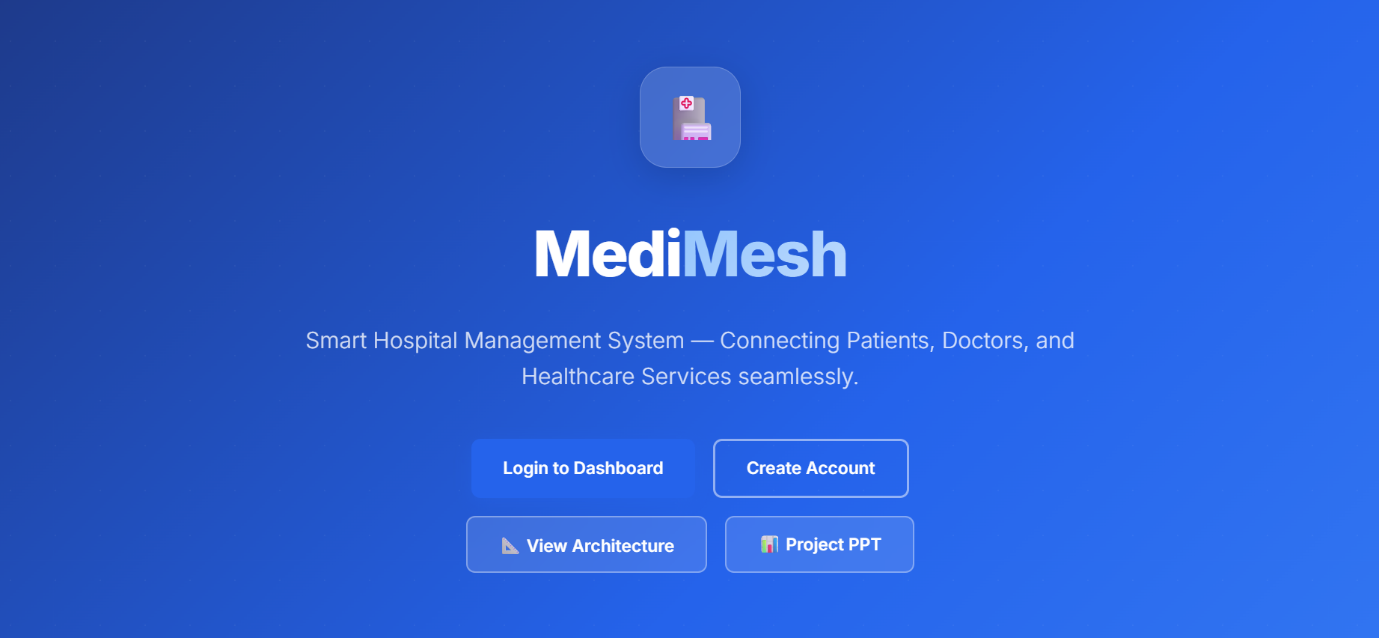 MediMesh
Smart Hospital Management System — Connecting Patients, Doctors, and
Healthcare Services seamlessly.
Login to Dashboard
Create Account
View Architecture
Project PPT